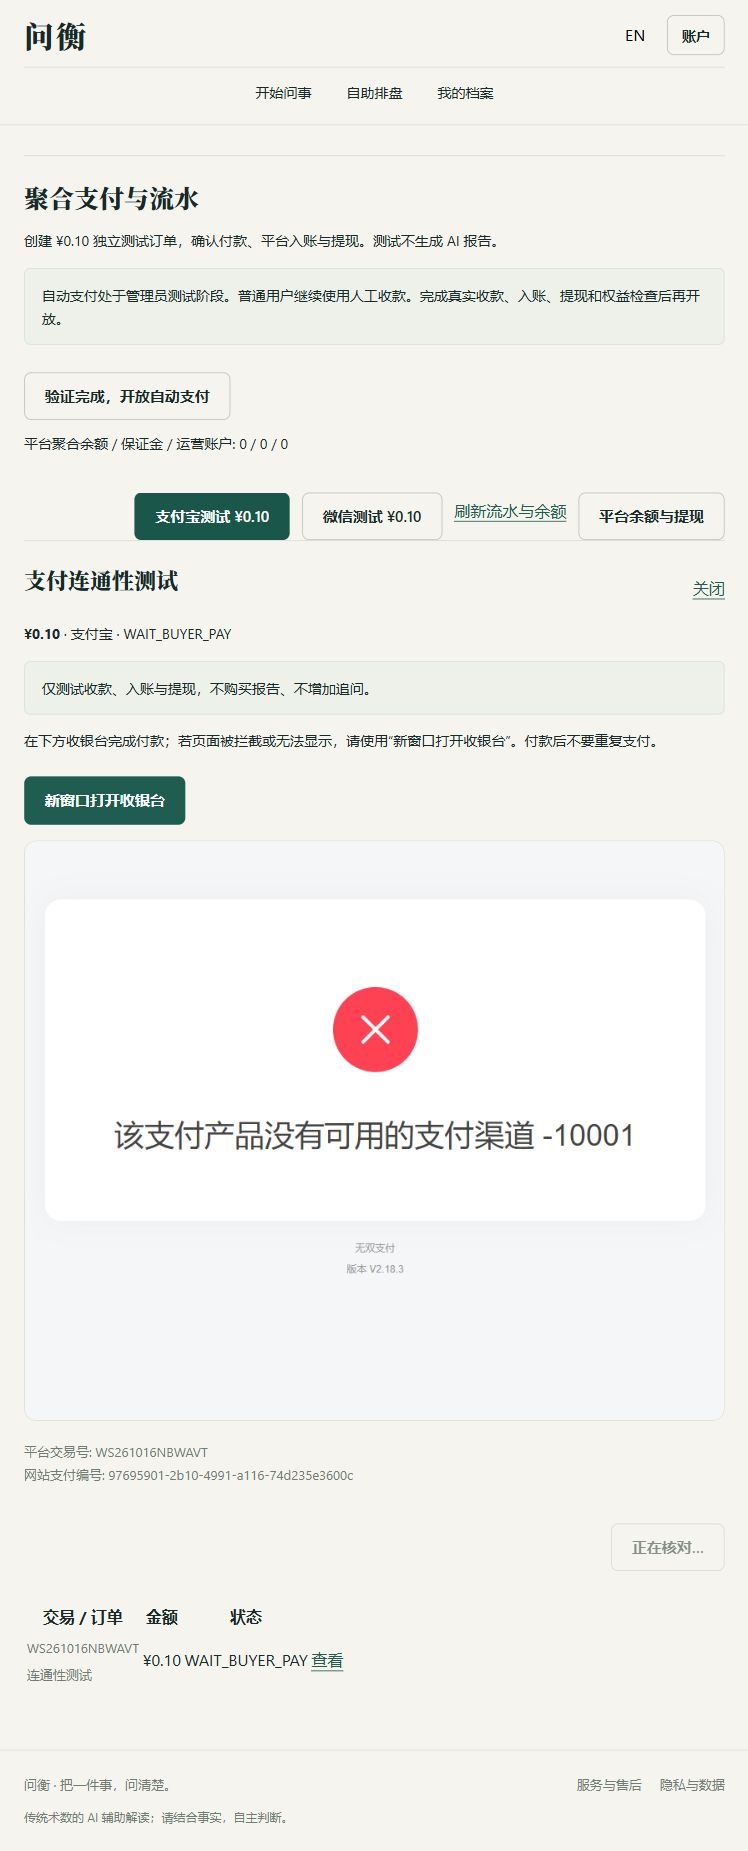 问衡
EN
账户
开始问事
自助排盘
我的档案
聚合支付与流水
创建 ¥0.10 独立测试订单，确认付款、平台入账与提现。测试不生成 AI 报告。
自动支付处于管理员测试阶段。普通用户继续使用人工收款。完成真实收款、入账、提现和权益检查后再开
放。
验证完成，开放自动支付
平台聚合余额 / 保证金 / 运营账户: 0 / 0 / 0
支付宝测试 ¥0.10
微信测试 ¥0.10
刷新流水与余额
平台余额与提现
支付连通性测试
关闭
¥0.10 · 支付宝 · WAIT_BUYER_PAY
仅测试收款、入账与提现，不购买报告、不增加追问。
在下方收银台完成付款；若页面被拦截或无法显示，请使用“新窗口打开收银台”。付款后不要重复支付。
新窗口打开收银台
该支付产品没有可用的支付渠道 -10001
无双支付
版本 V2.18.3
平台交易号: WS261016NBWAVT
网站支付编号: 97695901-2b10-4991-a116-74d235e3600c
正在核对...
交易 / 订单
金额
状态
WS261016NBWAVT
连通性测试
¥0.10 WAIT_BUYER_PAY 查看
问衡 · 把一件事，问清楚。
服务与售后
隐私与数据
传统术数的 AI 辅助解读；请结合事实，自主判断。